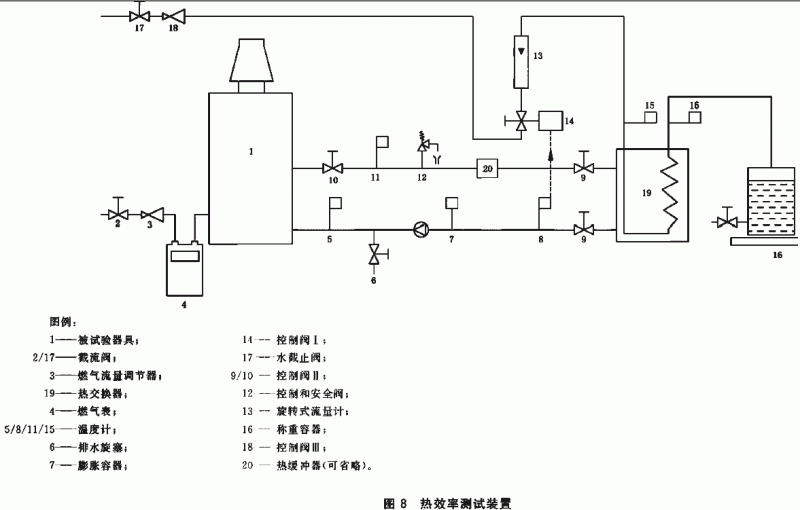 17
18
13
14
15
16
1
10
11
12
20
9
19
2
3
4
5
6
7
8
9
16
图例:
1——被试验器具;
2/17——截流阀;
3——燃气流量调节器;
19——热交换器;
4——燃气表;
5/8/11/15——温度计;
6——排水旋塞;
7——膨胀容器;
14——控制阀Ⅰ;
17——水截止阀;
9/10——控制阀Ⅱ;
12——控制和安全阀;
13——旋转式流量计;
16——称重容器;
18——控制阀Ⅲ;
20——热缓冲器(可省略)。
图 8 热效率测试装置